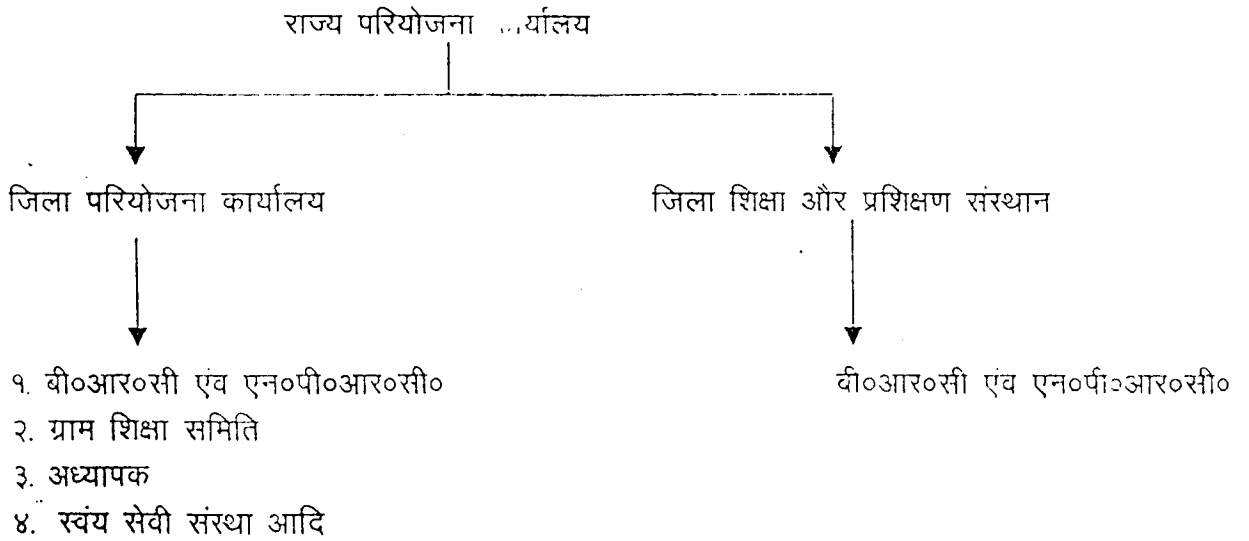 राज्य परियोजना
जिला परियोजना कार्यालय
जिला शिक्षा और प्रशिक्षण संस्थान
१. बी०आर०सी एंव एन०पी०आर०सी०
बी०आर०सी एंव एन०पी०आर०सी०
२. ग्राम शिक्षा समिति
३. अध्यापक
४. स्वंय सेवी संस्था आदि